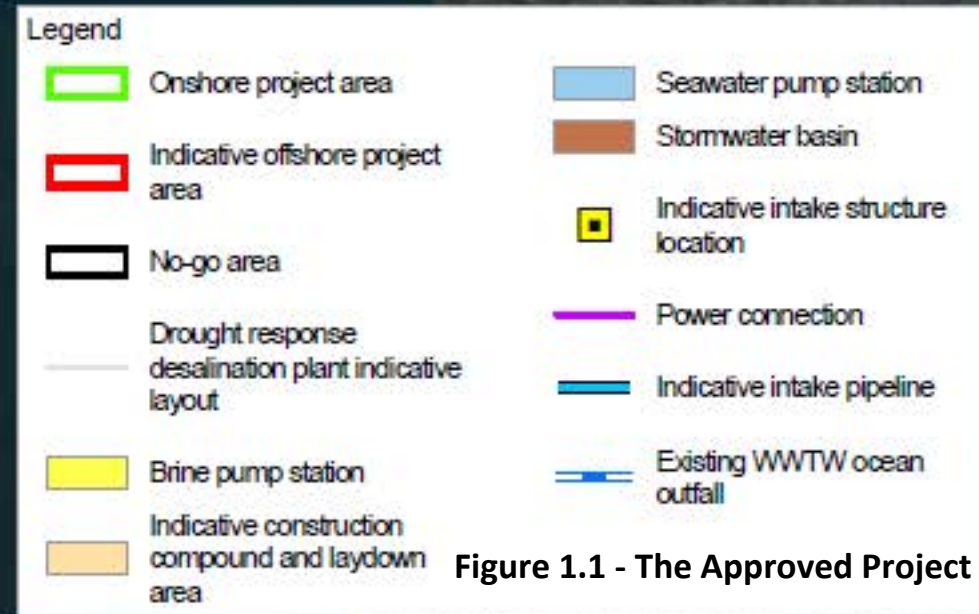 Legend
Onshore project area
Indicative offshore project
area
No-go area
Drought response
desalination plant indicative
layout
Brine pump station
Indicative construction
compound and laydown
area
Seawater pump station
Stormwater basin
Indicative intake structure
location
Power connection
Indicative intake pipeline
Existing WWTW ocean
outfall
Figure 1.1 - The Approved Project